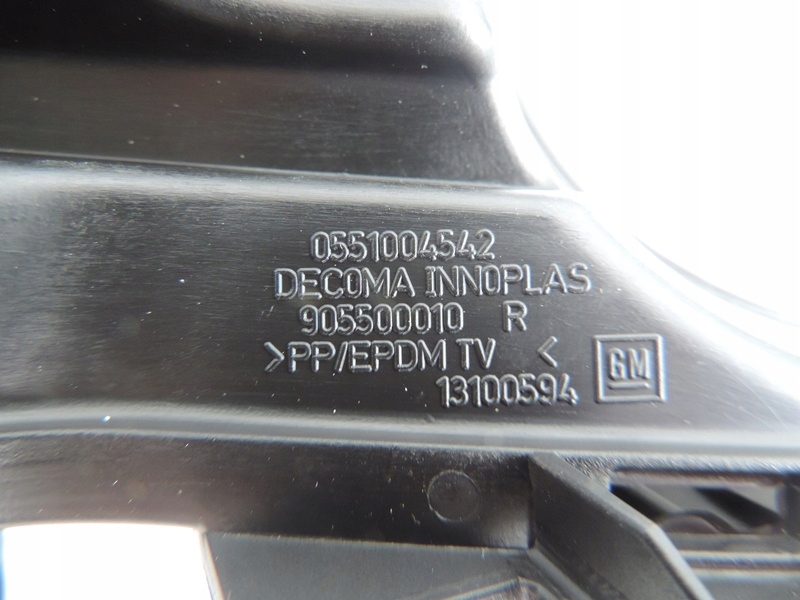 0551004542
DECOMA INNOPLAS
905500010 R
>PP/EPDM TV <
13100594 GM